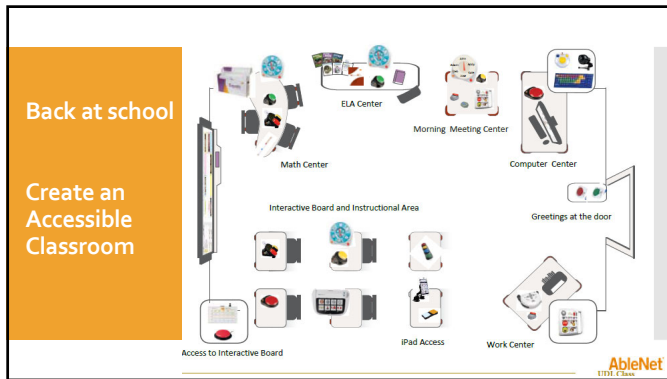 Back at school
Create an
Accessible
Classroom
ELA Center
Morning Meeting Center
Math Center
Computer Center
Interactive Board and Instructional Area
Greetings at the door
Access to Interactive Board
iPad Access
Work Center
AbleNet
UDL Class